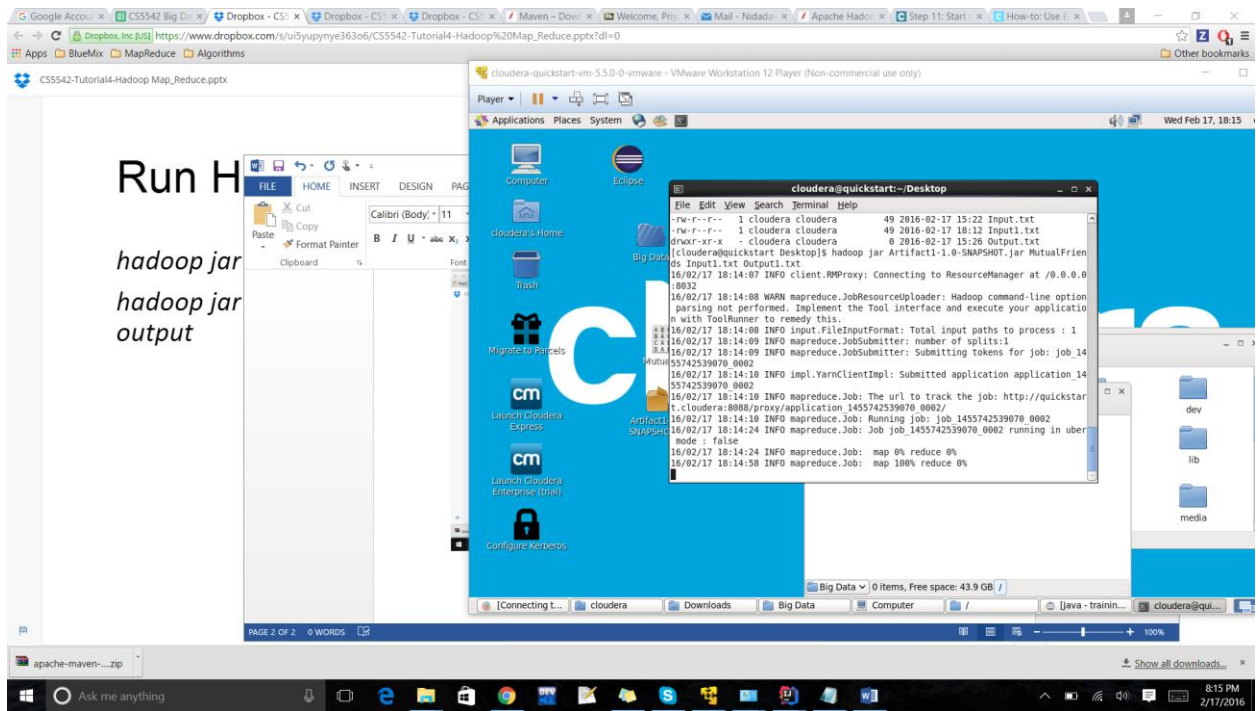 Google Accou
CS5542 Big Da
Dropbox - CS5
Dropbox - CS5
Dropbox - CS5
Maven – Dow
Welcome, Priy
Mail - Nidada
Apache Hado
Step 11: Start
How-to: Use E
Dropbox, Inc [US] https://www.dropbox.com/s/ui5yupynye363o6/CS5542-Tutorial4-Hadoop%20Map_Reduce.pptx?dl=0
Apps BlueMix MapReduce Algorithms
Other bookmarks
CS5542-Tutorial4-Hadoop Map_Reduce.pptx
Run H
hadoop jar
hadoop jar
output
FILE HOME INSERT DESIGN PAG
Cut
Copy
Format Painter
Paste
Clipboard
Calibri (Body) 11
B I U abc X₂
Font
PAGE 2 OF 2 0 WORDS
100%
cloudera-quickstart-vm-5.5.0-0-vmware - VMware Workstation 12 Player (Non-commercial use only)
Player
Applications Places System
Wed Feb 17, 18:15
Computer
Eclipse
cloudera's Home
Big Data
Trash
Migrate to Parcels
Mutua
cm
Launch Cloudera
Express
Artifact1-
SNAPSHO
cm
Launch Cloudera
Enterprise (trial)
Configure Kerberos
cloudera@quickstart:~/Desktop
File Edit View Search Terminal Help
-rw-r--r-- 1 cloudera cloudera 49 2016-02-17 15:22 Input.txt
-rw-r--r-- 1 cloudera cloudera 49 2016-02-17 18:12 Input1.txt
drwxr-xr-x - cloudera cloudera 0 2016-02-17 15:26 Output.txt
[cloudera@quickstart Desktop]$ hadoop jar Artifact1-1.0-SNAPSHOT.jar MutualFrien
ds Input1.txt Output1.txt
16/02/17 18:14:07 INFO client.RMProxy: Connecting to ResourceManager at /0.0.0.0
:8032
16/02/17 18:14:08 WARN mapreduce.JobResourceUploader: Hadoop command-line option
parsing not performed. Implement the Tool interface and execute your applicatio
n with ToolRunner to remedy this.
16/02/17 18:14:08 INFO input.FileInputFormat: Total input paths to process : 1
16/02/17 18:14:09 INFO mapreduce.JobSubmitter: number of splits:1
16/02/17 18:14:09 INFO mapreduce.JobSubmitter: Submitting tokens for job: job_14
55742539070_0002
16/02/17 18:14:10 INFO impl.YarnClientImpl: Submitted application application_14
55742539070_0002
16/02/17 18:14:10 INFO mapreduce.Job: The url to track the job: http://quickstar
t.cloudera:8088/proxy/application_1455742539070_0002/
16/02/17 18:14:10 INFO mapreduce.Job: Running job: job_1455742539070_0002
16/02/17 18:14:24 INFO mapreduce.Job: Job job_1455742539070_0002 running in uber
mode : false
16/02/17 18:14:24 INFO mapreduce.Job: map 0% reduce 0%
16/02/17 18:14:58 INFO mapreduce.Job: map 100% reduce 0%
dev
lib
media
Big Data 0 items, Free space: 43.9 GB /
[Connecting t...
cloudera
Downloads
Big Data
Computer
/
[Java - trainin...
cloudera@qui...
apache-maven-....zip
Show all downloads...
Ask me anything
8:15 PM
2/17/2016